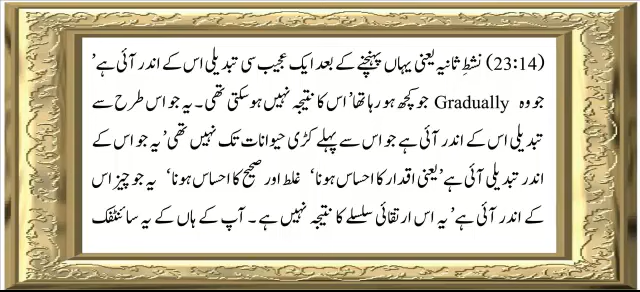 (23:14) نشطِ ثانیہ یعنی یہاں پہنچنے کے بعد ایک عجیب سی تبدیلی اس کے اندر آئی ہے’
جو وہ Gradually جو کچھ ہو رہا تھا’ اس کا نتیجہ نہیں ہو سکتی تھی۔ یہ جو اس طرح سے
تبدیلی اس کے اندر آئی ہے جو اس سے پہلے کڑی حیوانات تک نہیں تھی’ یہ جو اس کے
اندر تبدیلی آئی ہے’ یعنی اقدار کا احساس ہونا‘ غلط اور صحیح کا احساس ہونا‘ یہ جو چیز اس
کے اندر آئی ہے’ یہ اس ارتقائی سلسلے کا نتیجہ نہیں ہے۔ آپ کے ہاں کے یہ سائنٹفک